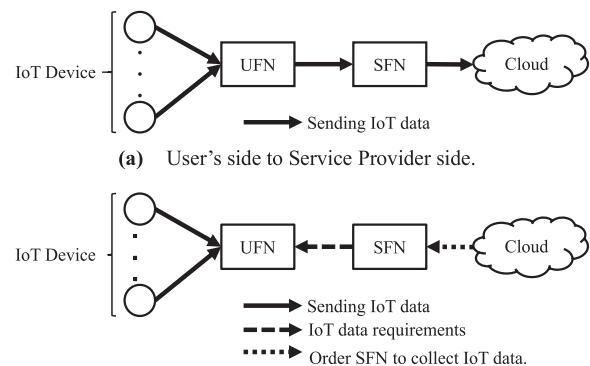 IoT Device
UFN
SFN
Cloud
Sending IoT data
(a) User's side to Service Provider side.
IoT Device
UFN
SFN
Cloud
Sending IoT data
IoT data requirements
Order SFN to collect IoT data.